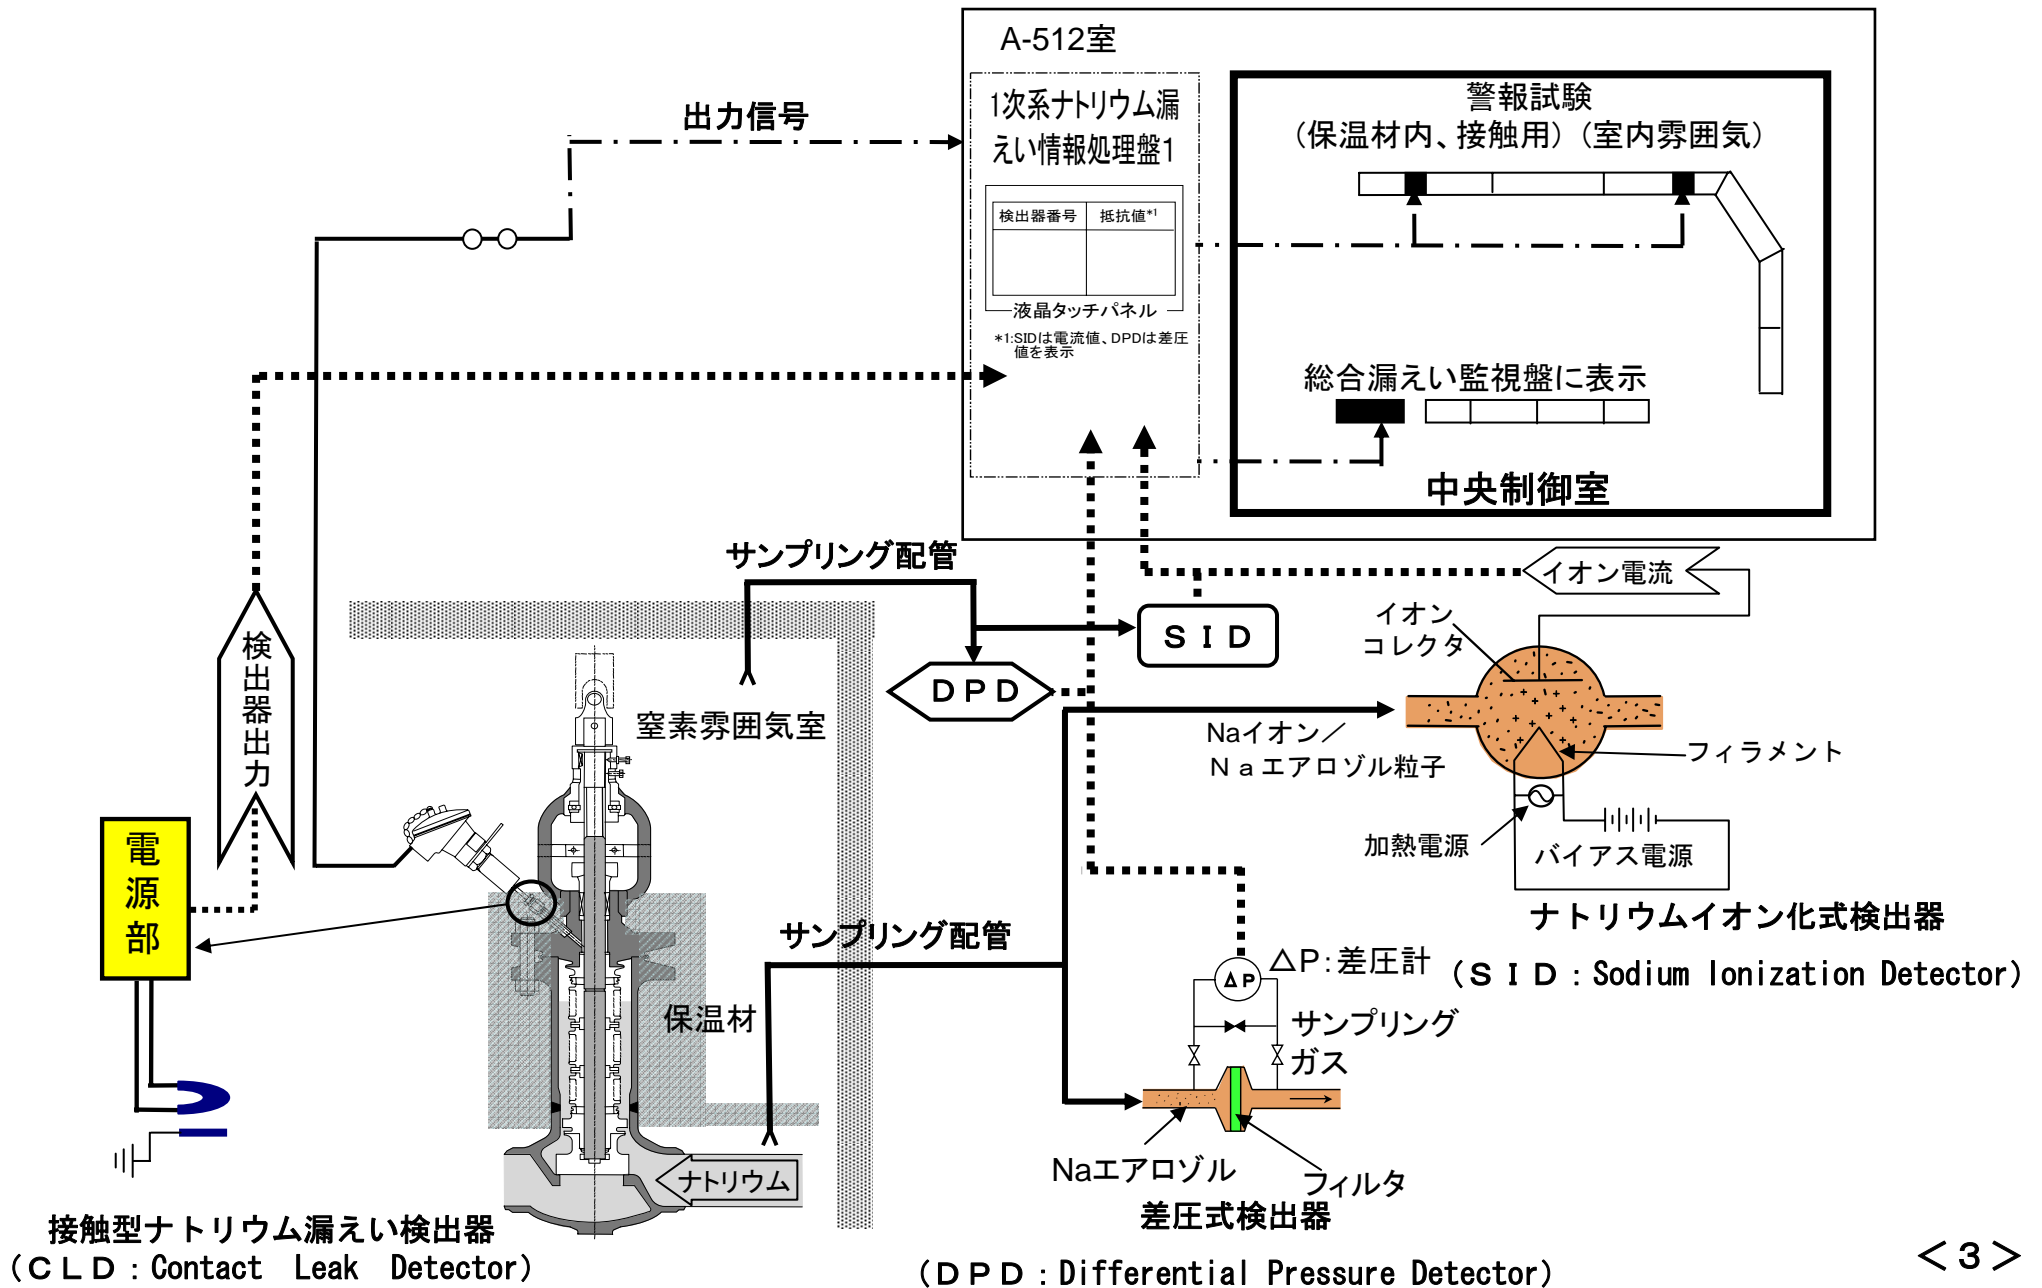 A-512室
1次系ナトリウム漏
えい情報処理盤1
検出器番号
抵抗値*1
液晶タッチパネル
*1:SIDは電流値、DPDは差圧
値を表示
警報試験
(保温材内、接触用)(室内雰囲気)
総合漏えい監視盤に表示
中央制御室
出力信号
サンプリング配管
イオン電流
イオン
コレクタ
ＳＩＤ
ＤＰＤ
検出器出力
窒素雰囲気室
Naイオン／
Ｎａエアロゾル粒子
フィラメント
加熱電源
バイアス電源
電源部
ナトリウムイオン化式検出器
(ＳＩＤ：Sodium Ionization Detector)
サンプリング配管
△P:差圧計
ΔP
保温材
サンプリング
ガス
ナトリウム
Naエアロゾル
フィルタ
差圧式検出器
(ＤＰＤ：Differential Pressure Detector)
接触型ナトリウム漏えい検出器
(ＣＬＤ：Contact Leak Detector)
＜３＞